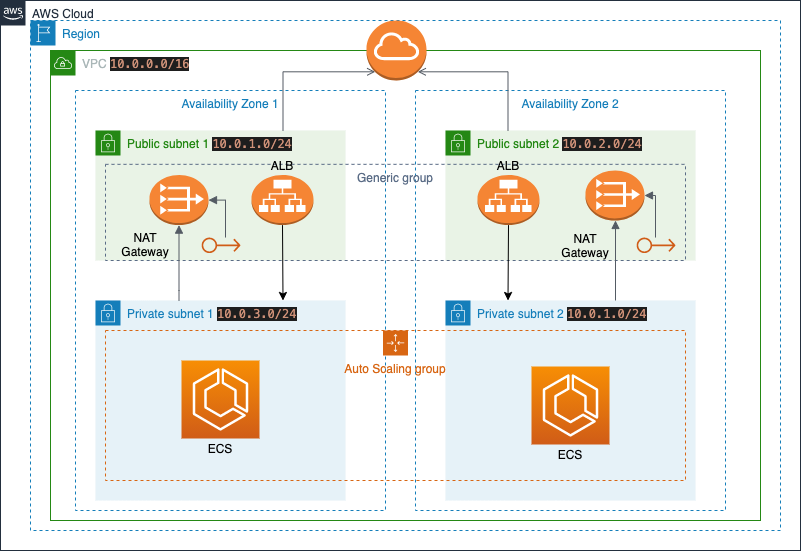 aws
AWS Cloud
Region
VPC 10.0.0.0/16
Availability Zone 1
Availability Zone 2
Public subnet 1 10.0.1.0/24
Public subnet 2 10.0.2.0/24
ALB
ALB
Generic group
NAT
Gateway
NAT
Gateway
Private subnet 1 10.0.3.0/24
Private subnet 2 10.0.1.0/24
Auto Scaling group
ECS
ECS